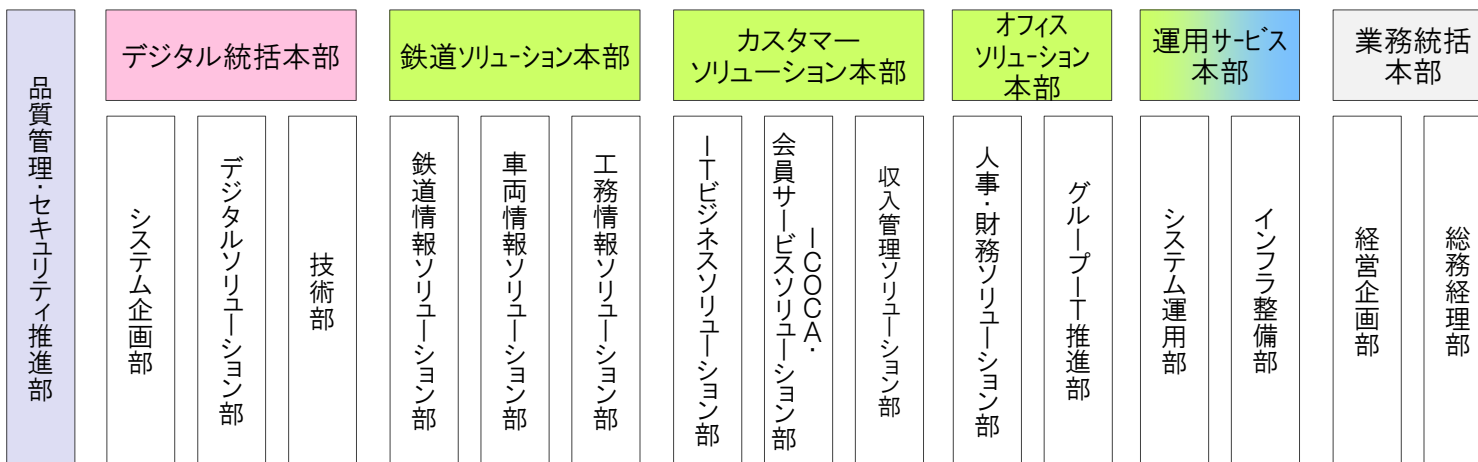 品質管理・セキュリティ推進部
デジタル統括本部
システム企画部
デジタルソリューション部
技術部
鉄道ソリューション本部
鉄道情報ソリューション部
車両情報ソリューション部
工務情報ソリューション部
カスタマー
ソリューション本部
ITビジネスソリューション部
ICOCA・
会員サービスソリューション部
収入管理ソリューション部
オフィス
ソリューション
本部
人事・財務ソリューション部
グループIT推進部
運用サービス
本部
システム運用部
インフラ整備部
業務統括
本部
経営企画部
総務経理部